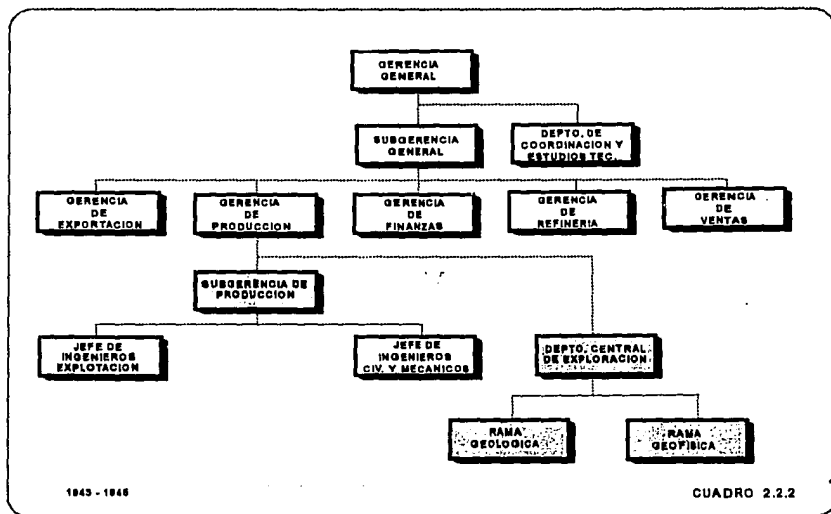 GERENCIA
GENERAL
SUBGERENCIA
GENERAL
DEPTO. DE
COORDINACION Y
ESTUDIOS TEC.
GERENCIA
DE
EXPORTACION
GERENCIA
DE
PRODUCCION
GERENCIA
DE
FINANZAS
GERENCIA
DE
REFINERIA
GERENCIA
DE
VENTAS
SUBGERENCIA DE
PRODUCCION
JEFE DE
INGENIEROS
EXPLOTACION
JEFE DE
INGENIEROS
CIV. Y MECANICOS
DEPTO. CENTRAL
DE EXPLORACION
RAMA
GEOLOGICA
RAMA
GEOFISICA
CUADRO 2.2.2